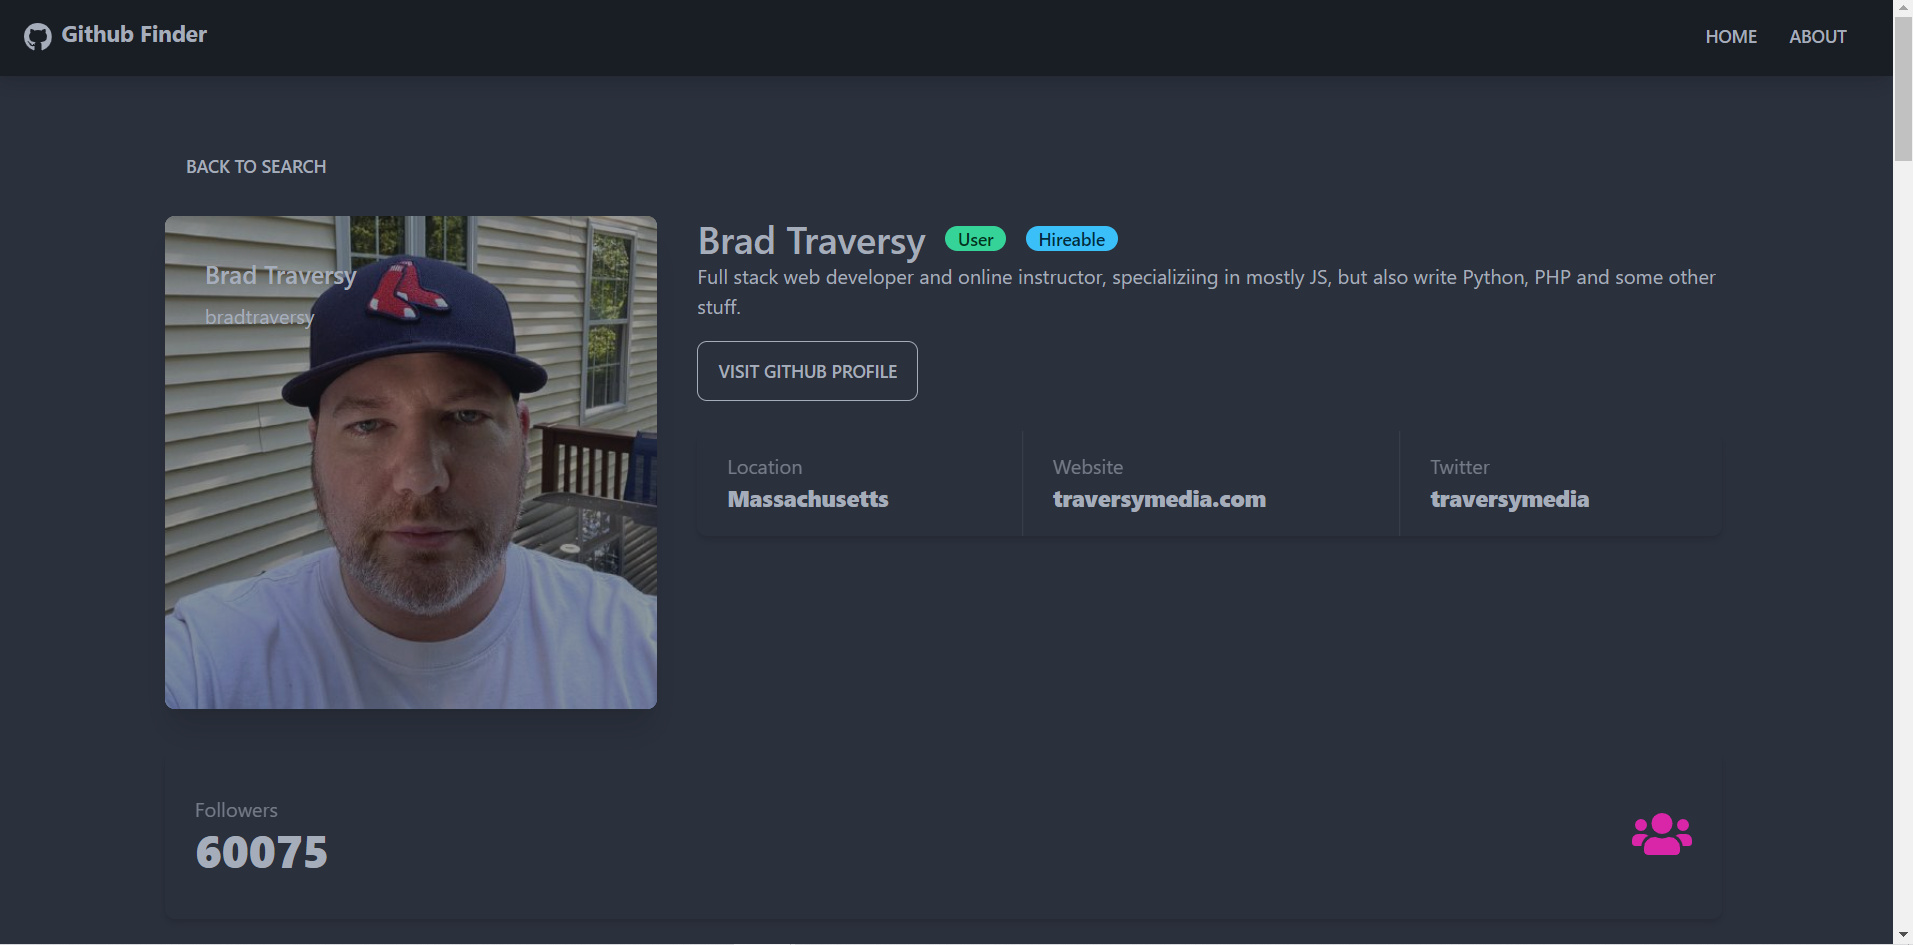 Github Finder
HOME
ABOUT
BACK TO SEARCH
Brad Traversy
bradtraversy
Brad Traversy
User
Hireable
Full stack web developer and online instructor, specializiing in mostly JS, but also write Python, PHP and some other
stuff.
VISIT GITHUB PROFILE
Location
Massachusetts
Website
traversymedia.com
Twitter
traversymedia
Followers
60075